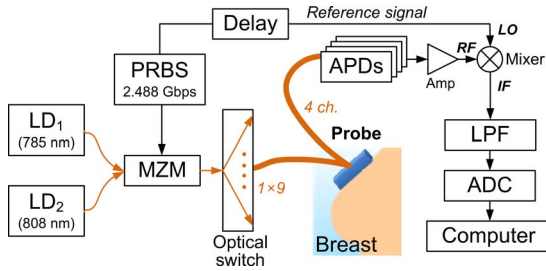 Delay
Reference signal
LO
PRBS
2.488 Gbps
APDs
RF
Mixer
Amp
IF
4 ch.
LD1
(785 nm)
MZM
Probe
LPF
1×9
ADC
LD2
(808 nm)
Optical
switch
Breast
Computer